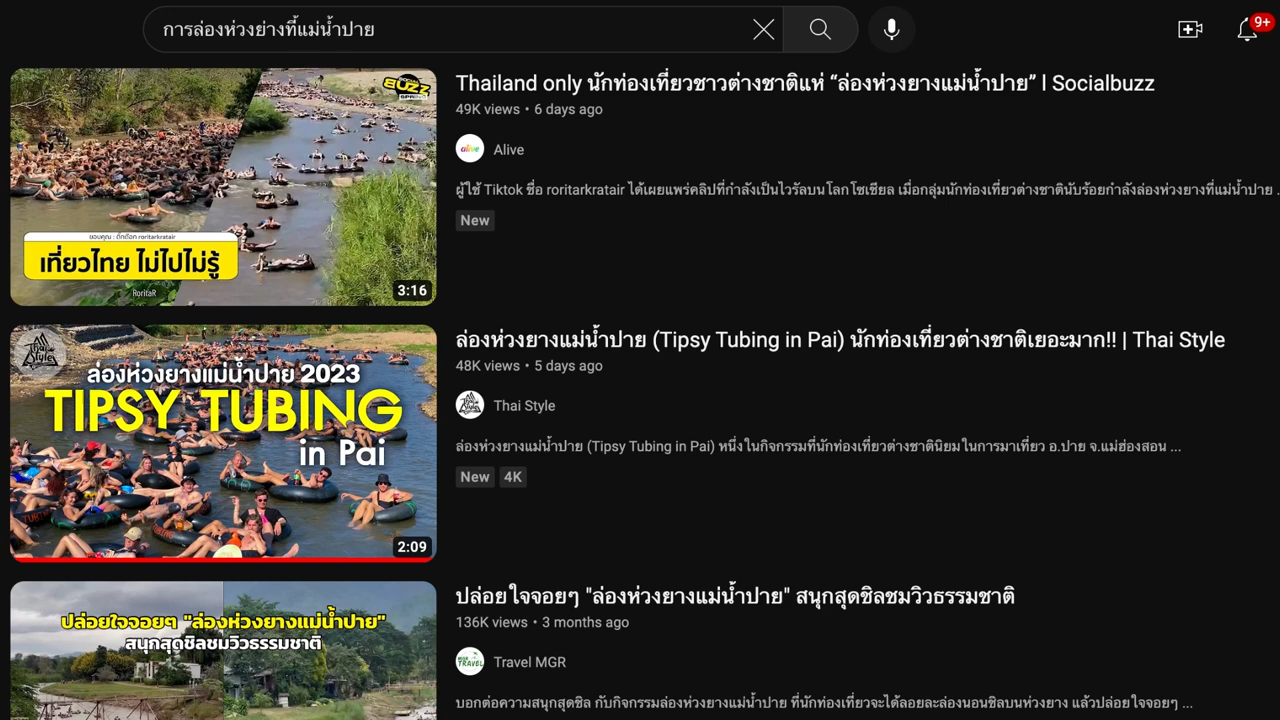 การล่องห่วงย่างที่แม่น้ำปาย
9+
Thailand only นักท่องเที่ยวชาวต่างชาติแห่ “ล่องห่วงยางแม่น้ำปาย” l Socialbuzz
49K views • 6 days ago
alive
Alive
ผู้ใช้ Tiktok ชื่อ roritarkratair ได้เผยแพร่คลิปที่กำลังเป็นไวรัลบนโลกโซเชียล เมื่อกลุ่มนักท่องเที่ยวต่างชาตินับร้อยกำลังล่องห่วงยางที่แม่น้ำปาย .
New
SOCIAL
BUZZ
SPRING
ขอบคุณ : ติ๊กต๊อก roritarkratair
เที่ยวไทย ไม่ไปไม่รู้
RoritaR
3:16
ล่องห่วงยางแม่น้ำปาย (Tipsy Tubing in Pai) นักท่องเที่ยวต่างชาติเยอะมาก!! | Thai Style
48K views • 5 days ago
Thai Style
ล่องห่วงยางแม่น้ำปาย (Tipsy Tubing in Pai) หนึ่งในกิจกรรมที่นักท่องเที่ยวต่างชาตินิยมในการมาเที่ยว อ.ปาย จ.แม่ฮ่องสอน ...
New 4K
Thai
Style
ล่องห่วงยางแม่น้ำปาย 2023
TIPSY TUBING
in Pai
2:09
ปล่อยใจจอยๆ "ล่องห่วงยางแม่น้ำปาย" สนุกสุดชิลชมวิวธรรมชาติ
136K views • 3 months ago
MGR
TRAVEL
Travel MGR
บอกต่อความสนุกสุดชิล กับกิจกรรมล่องห่วงยางแม่น้ำปาย ที่นักท่องเที่ยวจะได้ลอยละล่องนอนชิลบนห่วงยาง แล้วปล่อยใจจอยๆ ...
ปล่อยใจจอยๆ "ล่องห่วงยางแม่น้ำปาย"
สนุกสุดชิลชมวิวธรรมชาติ